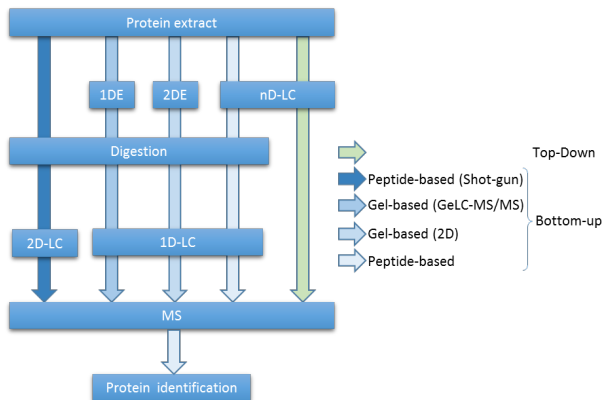 Protein extract
1DE
2DE
nD-LC
Digestion
2D-LC
1D-LC
MS
Protein identification
Top-Down
Peptide-based (Shot-gun)
Gel-based (GeLC-MS/MS)
Bottom-up
Gel-based (2D)
Peptide-based